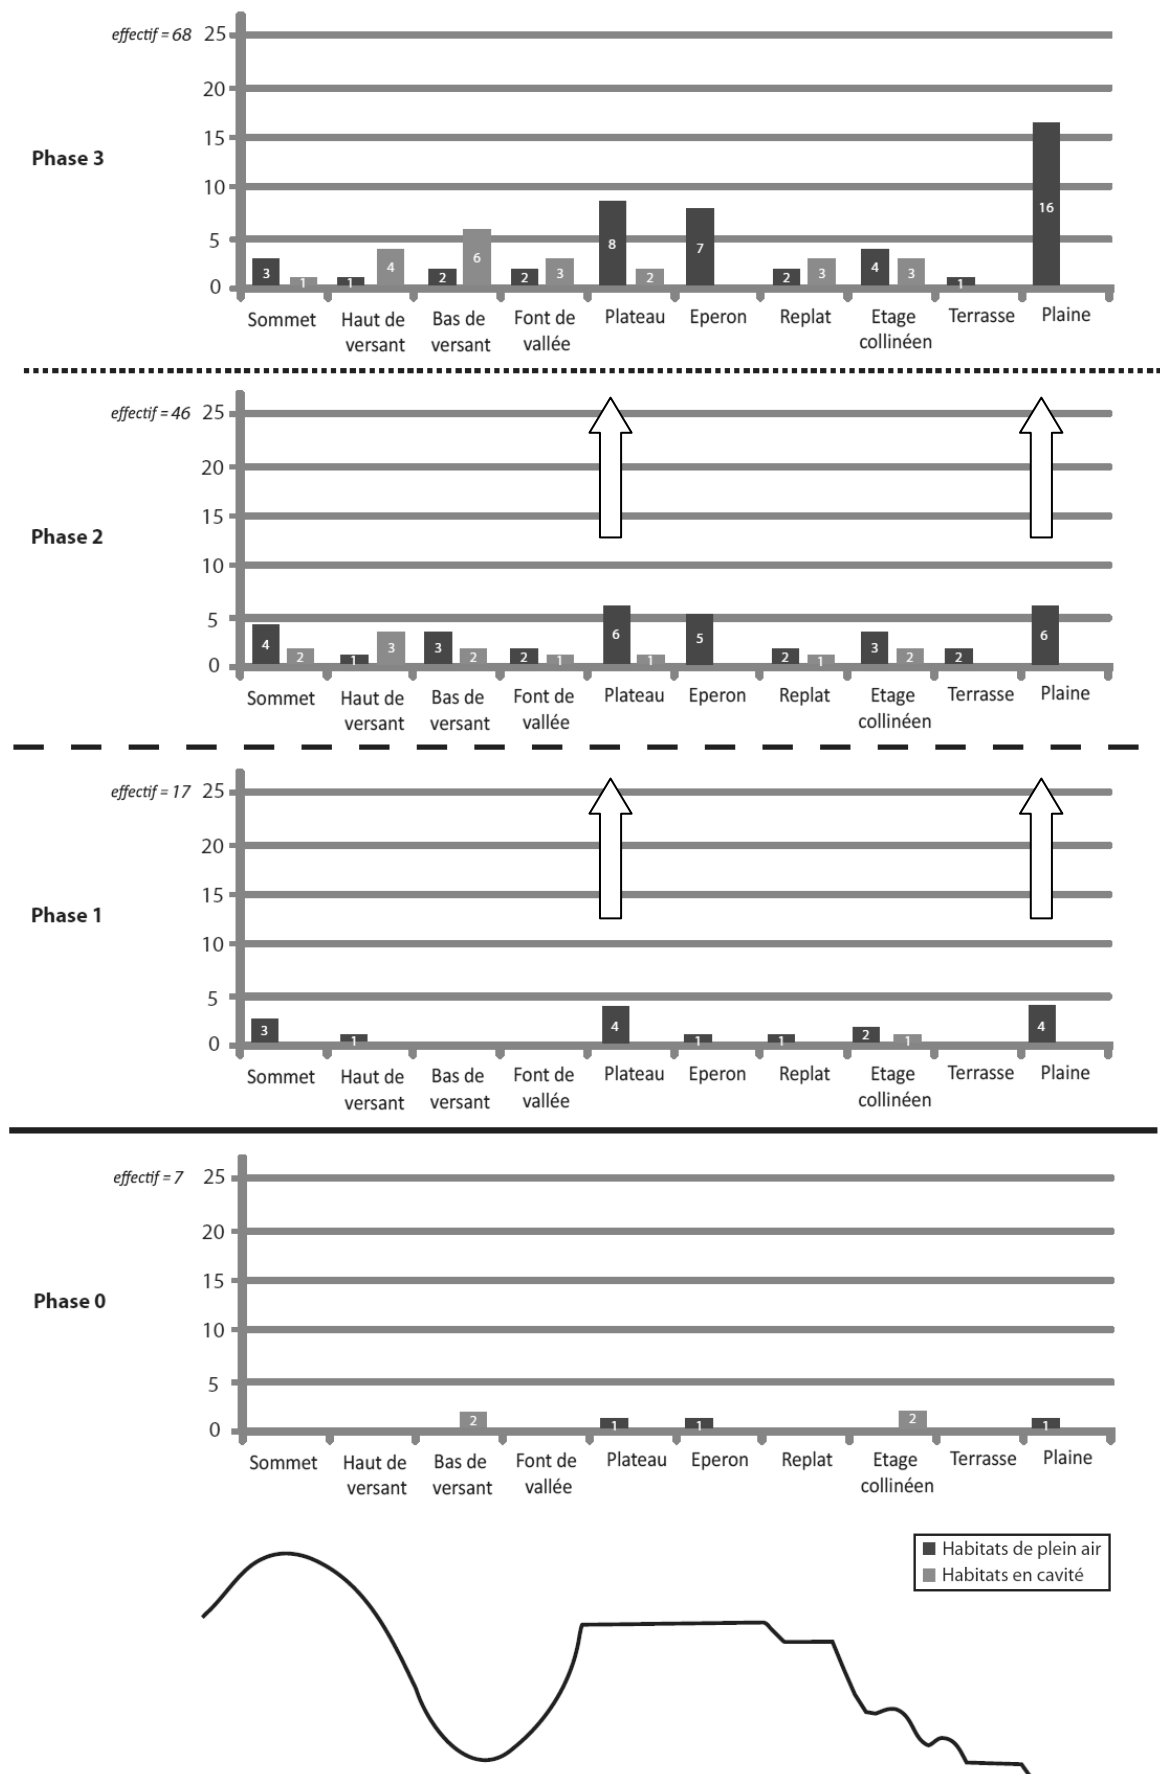 effectif = 68
25
20
15
10
5
0
Phase 3
3 1 1 4 2 6 2 3 8 2 7 2 3 4 3 1 16
Sommet Haut de Bas de Font de Plateau Eperon Replat Etage Terrasse Plaine
versant versant vallée collinéen
effectif = 46
25
20
15
10
5
0
Phase 2
4 2 1 3 3 2 2 1 6 1 5 2 1 3 2 2 6
Sommet Haut de Bas de Font de Plateau Eperon Replat Etage Terrasse Plaine
versant versant vallée collinéen
effectif = 17
25
20
15
10
5
0
Phase 1
3 1 4 1 1 2 1 4
Sommet Haut de Bas de Font de Plateau Eperon Replat Etage Terrasse Plaine
versant versant vallée collinéen
effectif = 7
25
20
15
10
5
0
Phase 0
2 1 1 2 1
Sommet Haut de Bas de Font de Plateau Eperon Replat Etage Terrasse Plaine
versant versant vallée collinéen
Habitats de plein air
Habitats en cavité